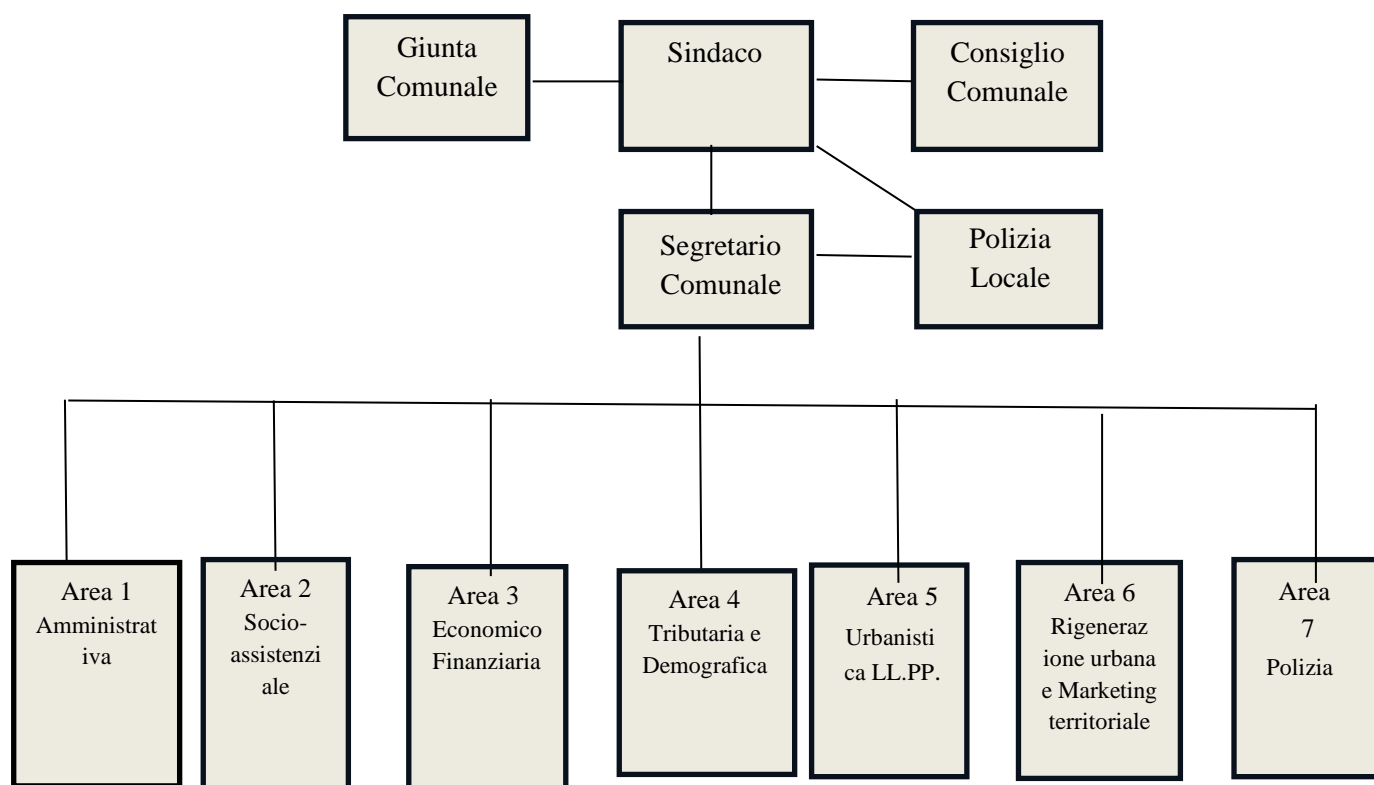 Giunta
Comunale
Sindaco
Consiglio
Comunale
Segretario
Comunale
Polizia
Locale
Area 1
Amministrat
iva
Area 2
Socio-
assistenzi
ale
Area 3
Economico
Finanziaria
Area 4
Tributaria e
Demografica
Area 5
Urbanisti
ca LL.PP.
Area 6
Rigeneraz
ione urbana
e Marketing
territoriale
Area
7
Polizia